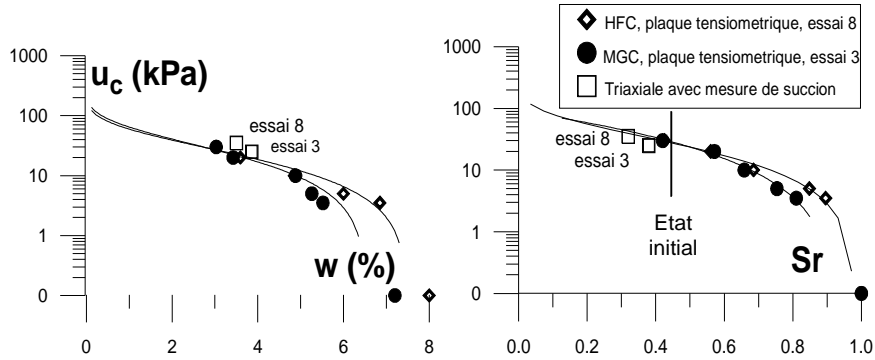 1000
100
10
1
0
u_c (kPa)
essai 8
essai 3
w (%)
0
2
4
6
8
1000
100
10
1
0
HFC, plaque tensiometrique, essai 8
MGC, plaque tensiometrique, essai 3
Triaxiale avec mesure de succion
essai 8
essai 3
Etat
initial
Sr
0.0
0.2
0.4
0.6
0.8
1.0